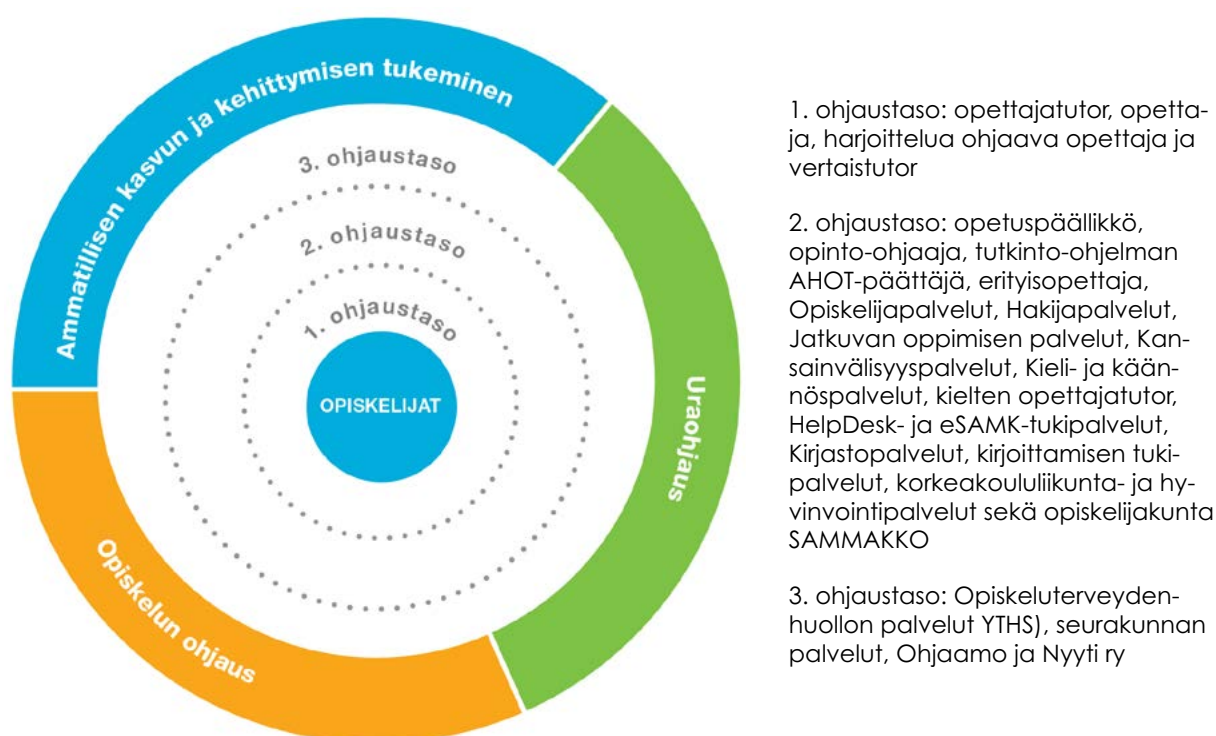 Ammatillisen kasvun ja kehittymisen tukeminen
3. ohjaustaso
2. ohjaustaso
1. ohjaustaso
OPISKELIJAT
Uraohjaus
Opiskelun ohjaus
1. ohjaustaso: opettajatutor, opetta-
ja, harjoittelua ohjaava opettaja ja
vertaistutor
2. ohjaustaso: opetuspäällikkö,
opinto-ohjaaja, tutkinto-ohjelman
AHOT-päättäjä, erityisopettaja,
Opiskelijapalvelut, Hakijapalvelut,
Jatkuvan oppimisen palvelut, Kan-
sainvälisyyspalvelut, Kieli- ja kään-
nöspalvelut, kielten opettajatutor,
HelpDesk- ja eSAMK-tukipalvelut,
Kirjastopalvelut, kirjoittamisen tuki-
palvelut, korkeakoululiikunta- ja hy-
vinvointipalvelut sekä opiskelijakunta
SAMMAKKO
3. ohjaustaso: Opiskeluterveyden-
huollon palvelut YTHS), seurakunnan
palvelut, Ohjaamo ja Nyyti ry